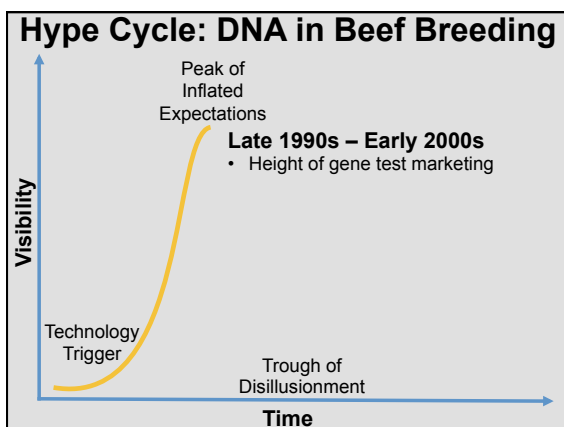 Hype Cycle: DNA in Beef Breeding
Peak of
Inflated
Expectations
Late 1990s – Early 2000s
• Height of gene test marketing
Visibility
Technology
Trigger
Trough of
Disillusionment
Time